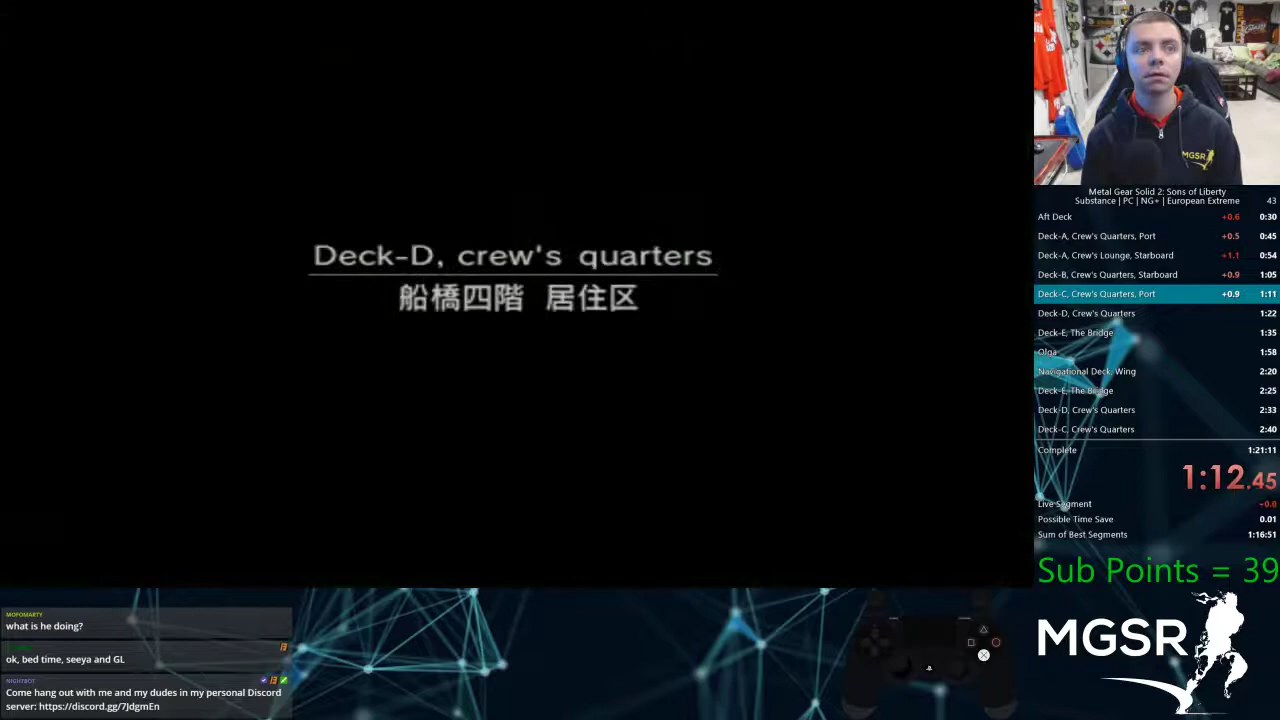 Deck-D, crew's quarters
船橋四階 居住区
MGSR
Metal Gear Solid 2: Sons of Liberty
Substance | PC | NG+ | European Extreme 43
Aft Deck +0.6 0:30
Deck-A, Crew's Quarters, Port +0.5 0:45
Deck-A, Crew's Lounge, Starboard +1.1 0:54
Deck-B, Crew's Quarters, Starboard +0.9 1:05
Deck-C, Crew's Quarters, Port +0.9 1:11
Deck-D, Crew's Quarters 1:22
Deck-E, The Bridge 1:35
Olga 1:58
Navigational Deck, Wing 2:20
Deck-E, The Bridge 2:25
Deck-D, Crew's Quarters 2:33
Deck-C, Crew's Quarters 2:40
Complete 1:21:11
1:12.45
Live Segment
Possible Time Save 0.01
Sum of Best Segments 1:16:51
Sub Points = 39
MGSR
MOFOMARTY
what is he doing?
ok, bed time, seeya and GL
NIGHTBOT
Come hang out with me and my dudes in my personal Discord
server: https://discord.gg/7JdgmEn